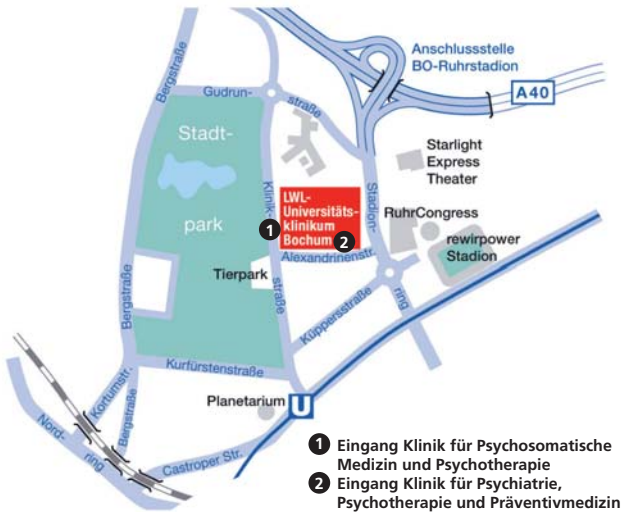 Anschlussstelle
BO-Ruhrstadion
A40
Bergstraße
Gudrun-
straße
Stadt-
park
Starlight
Express
Theater
Klinik-
straße
LWL-
Universitäts-
klinikum
Bochum
1
2
Stadion-
ring
RuhrCongress
rewirpower
Stadion
Alexandrinenstr.
Tierpark
Bergstraße
Küppersstraße
Kurfürstenstraße
Kortumstr.
Bergstraße
Planetarium
U
Nord-
ring
Castroper Str.
1 Eingang Klinik für Psychosomatische
Medizin und Psychotherapie
2 Eingang Klinik für Psychiatrie,
Psychotherapie und Präventivmedizin